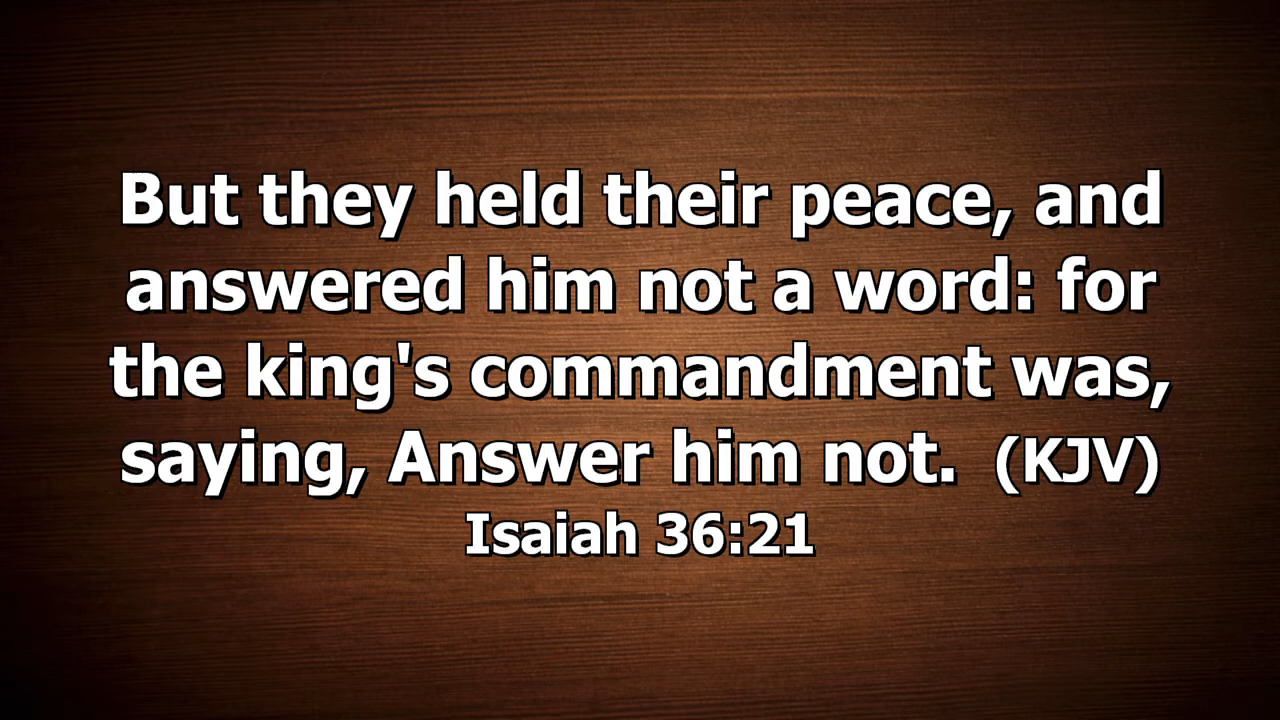 But they held their peace, and
answered him not a word: for
the king's commandment was,
saying, Answer him not. (KJV)
Isaiah 36:21